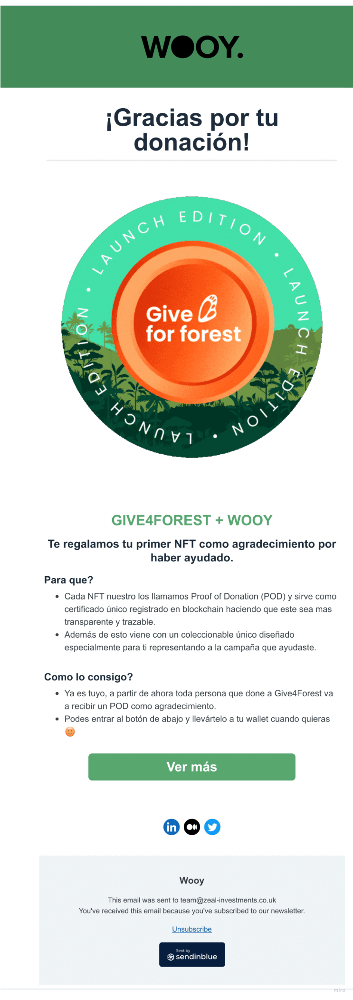 WOOY.
¡Gracias por tu
donación!
LAUNCH EDITION • LAUNCH EDITION • LAUNCH EDITION •
Give
for forest
GIVE4FOREST + WOOY
Te regalamos tu primer NFT como agradecimiento por
haber ayudado.
Para que?
• Cada NFT nuestro los llamamos Proof of Donation (POD) y sirve como
certificado único registrado en blockchain haciendo que este sea mas
transparente y trazable.
• Además de esto viene con un coleccionable único diseñado
especialmente para ti representando a la campaña que ayudaste.
Como lo consigo?
• Ya es tuyo, a partir de ahora toda persona que done a Give4Forest va
a recibir un POD como agradecimiento.
• Podes entrar al botón de abajo y llevártelo a tu wallet cuando quieras
🙂
Ver más
in
Wooy
This email was sent to team@zeal-investments.co.uk
You've received this email because you've subscribed to our newsletter.
Unsubscribe
Sent by
sendinblue
miro